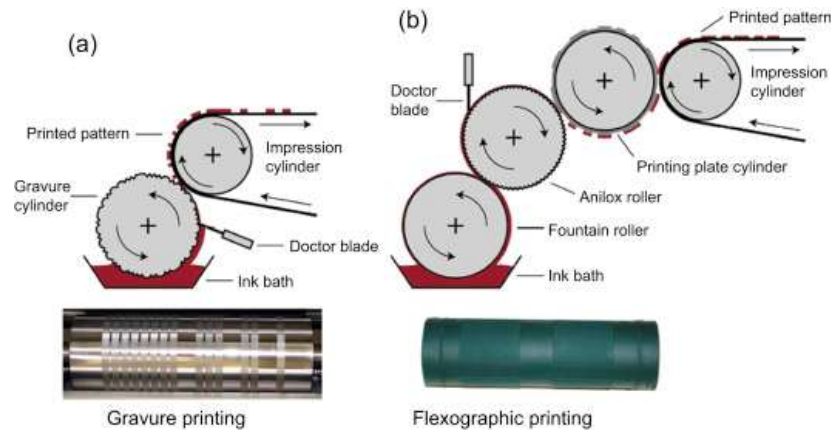 (a)
Printed pattern
Impression
cylinder
Gravure
cylinder
Doctor blade
Ink bath
Gravure printing
(b)
Printed pattern
Doctor
blade
Impression
cylinder
Printing plate cylinder
Anilox roller
Fountain roller
Ink bath
Flexographic printing